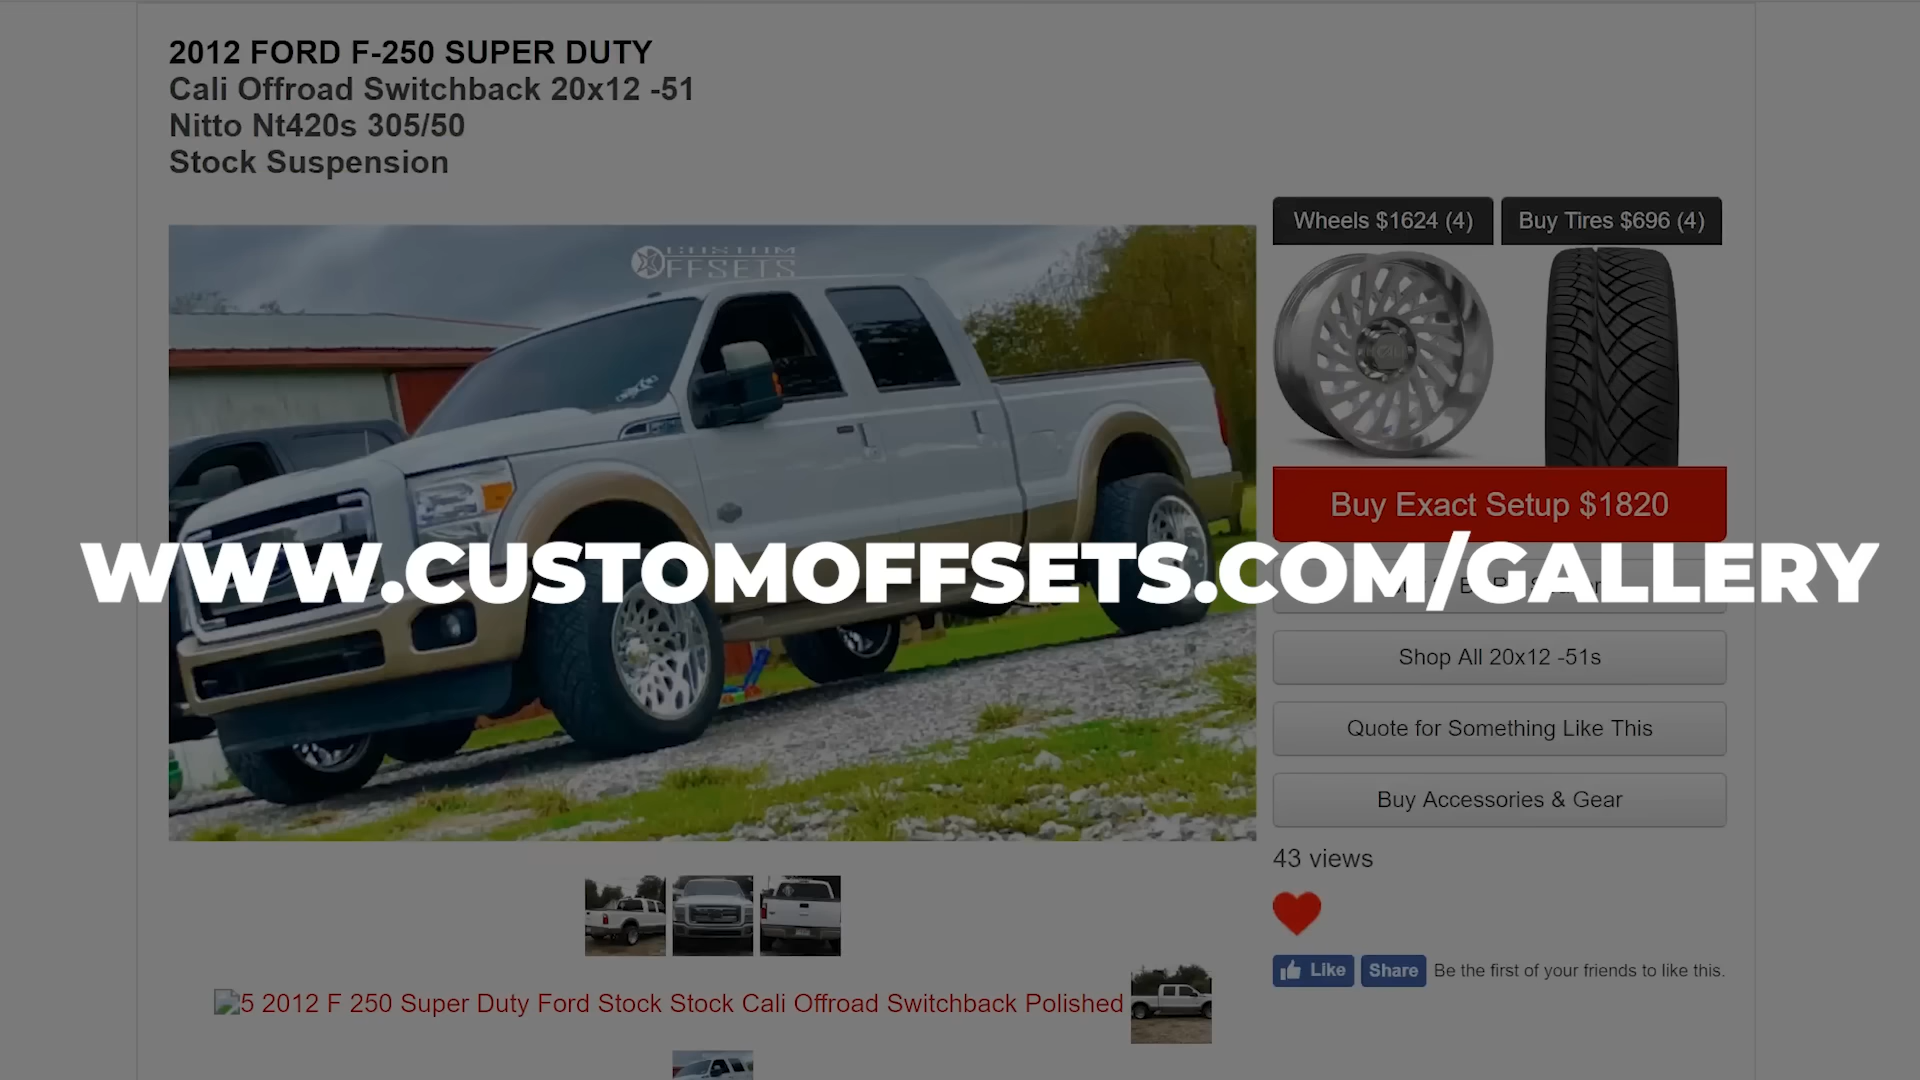 2012 FORD F-250 SUPER DUTY
Cali Offroad Switchback 20x12 -51
Nitto Nt420s 305/50
Stock Suspension
Wheels $1624 (4)
Buy Tires $696 (4)
CUSTOM
OFFSETS
Buy Exact Setup $1820
WWW.CUSTOMOFFSETS.COM/GALLERY
Shop All 20x12 -51s
Quote for Something Like This
Buy Accessories & Gear
43 views
Like
Share
Be the first of your friends to like this.
5 2012 F 250 Super Duty Ford Stock Stock Cali Offroad Switchback Polished